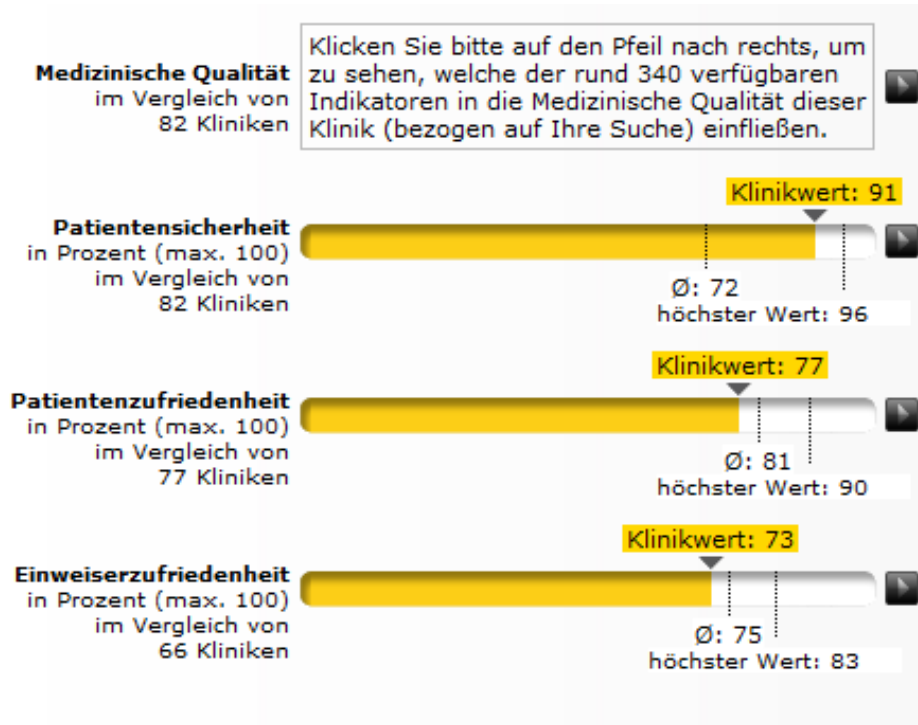 Medizinische Qualität
im Vergleich von
82 Kliniken
Klicken Sie bitte auf den Pfeil nach rechts, um
zu sehen, welche der rund 340 verfügbaren
Indikatoren in die Medizinische Qualität dieser
Klinik (bezogen auf Ihre Suche) einfließen.
Klinikwert: 91
Patientensicherheit
in Prozent (max. 100)
im Vergleich von
82 Kliniken
Ø: 72
höchster Wert: 96
Klinikwert: 77
Patientenzufriedenheit
in Prozent (max. 100)
im Vergleich von
77 Kliniken
Ø: 81
höchster Wert: 90
Klinikwert: 73
Einweiserzufriedenheit
in Prozent (max. 100)
im Vergleich von
66 Kliniken
Ø: 75
höchster Wert: 83